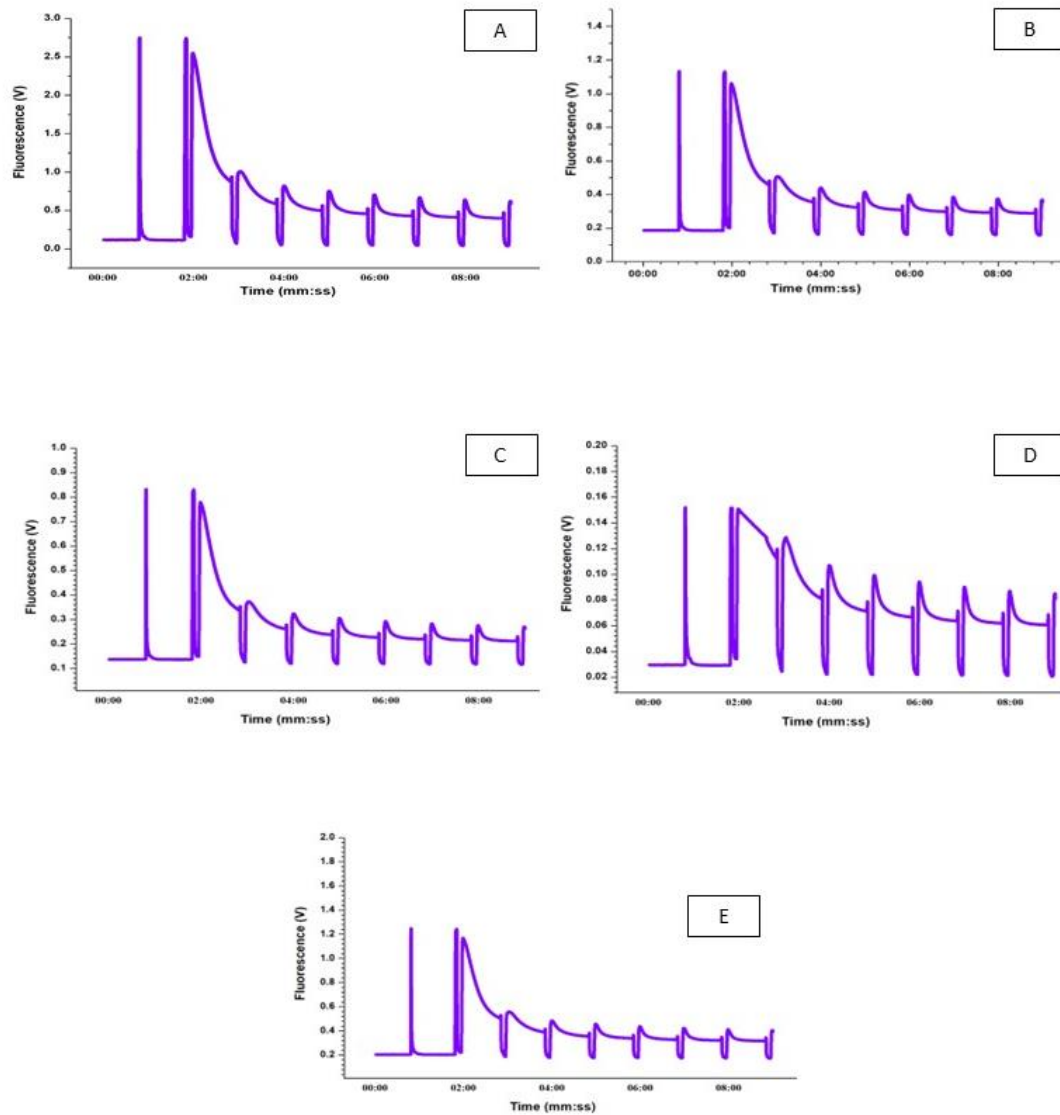 A
3.0
2.5
2.0
1.5
1.0
0.5
0.0
Fluorescence (V)
00:00 02:00 04:00 06:00 08:00
Time (mm:ss)
B
1.4
1.2
1.0
0.8
0.6
0.4
0.2
0.0
Fluorescence (V)
00:00 02:00 04:00 06:00 08:00
Time (mm:ss)
C
1.0
0.9
0.8
0.7
0.6
0.5
0.4
0.3
0.2
0.1
Fluorescence (V)
00:00 02:00 04:00 06:00 08:00
Time (mm:ss)
D
0.20
0.18
0.16
0.14
0.12
0.10
0.08
0.06
0.04
0.02
Fluorescence (V)
00:00 02:00 04:00 06:00 08:00
Time (mm:ss)
E
2.0
1.8
1.6
1.4
1.2
1.0
0.8
0.6
0.4
0.2
Fluorescence (V)
00:00 02:00 04:00 06:00 08:00
Time (mm:ss)